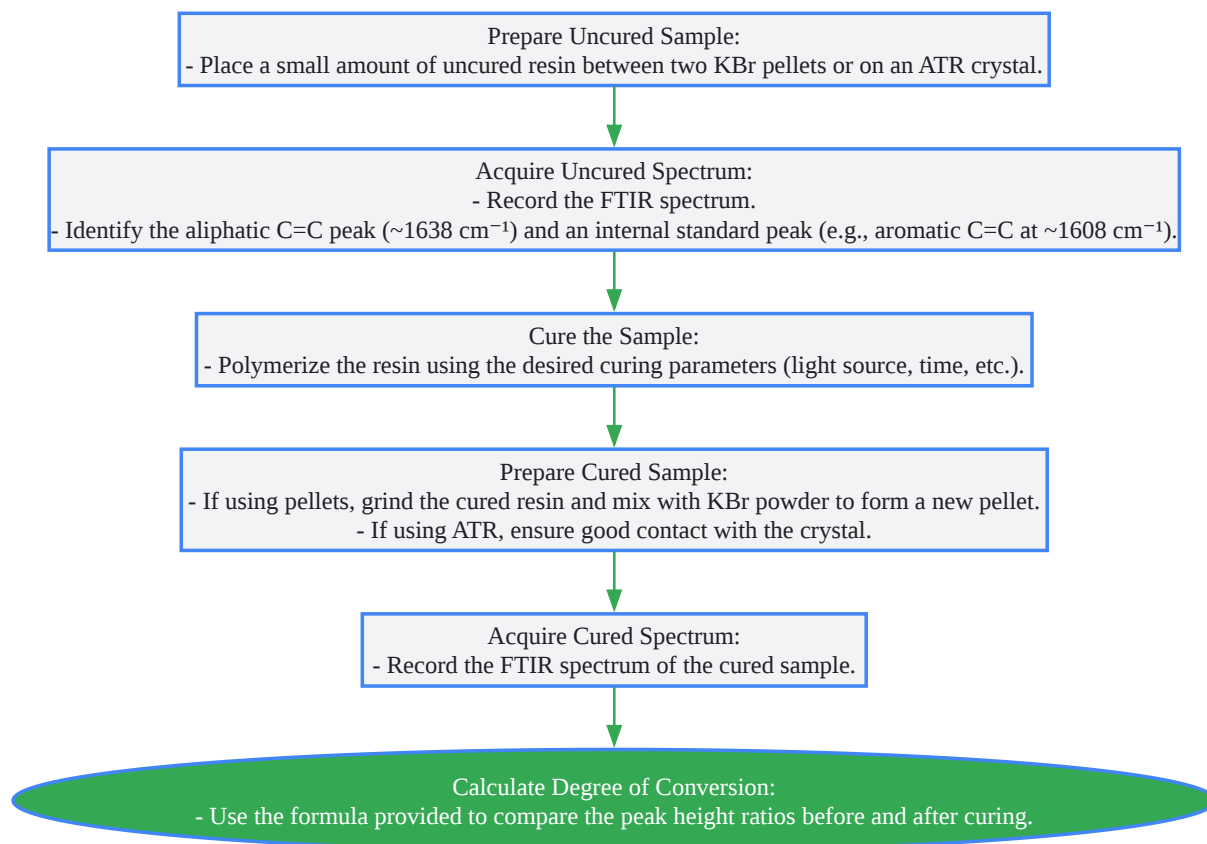 Prepare Uncured Sample:
- Place a small amount of uncured resin between two KBr pellets or on an ATR crystal.
Acquire Uncured Spectrum:
- Record the FTIR spectrum.
- Identify the aliphatic C=C peak (~1638 cm⁻¹) and an internal standard peak (e.g., aromatic C=C at ~1608 cm⁻¹).
Cure the Sample:
- Polymerize the resin using the desired curing parameters (light source, time, etc.).
Prepare Cured Sample:
- If using pellets, grind the cured resin and mix with KBr powder to form a new pellet.
- If using ATR, ensure good contact with the crystal.
Acquire Cured Spectrum:
- Record the FTIR spectrum of the cured sample.
Calculate Degree of Conversion:
- Use the formula provided to compare the peak height ratios before and after curing.